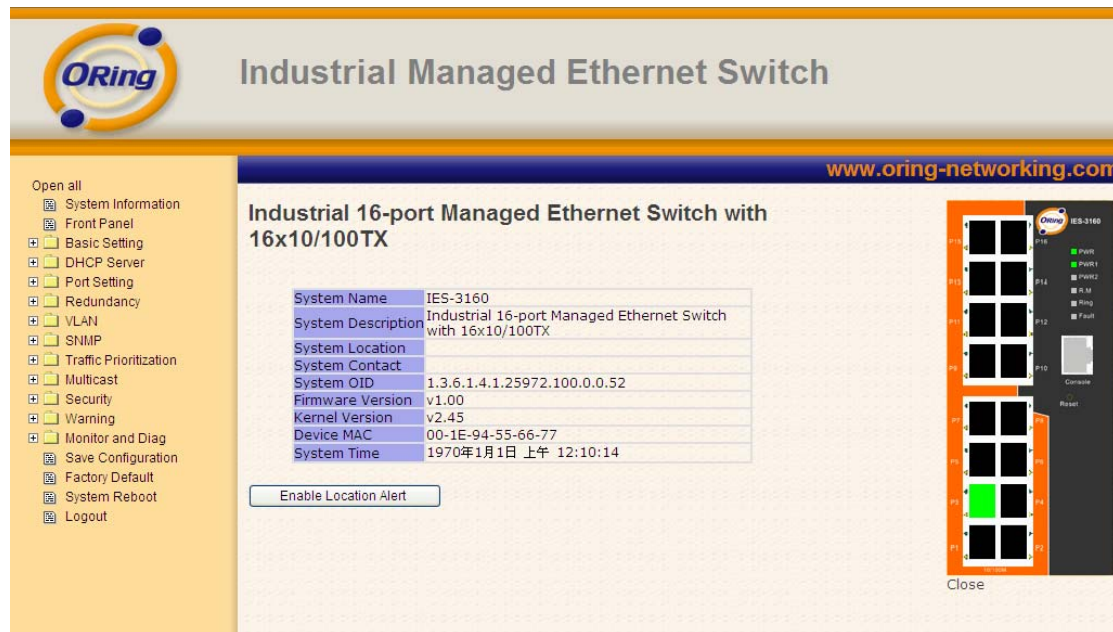 ORing
Industrial Managed Ethernet Switch
www.oring-networking.com
Open all
System Information
Front Panel
Basic Setting
DHCP Server
Port Setting
Redundancy
VLAN
SNMP
Traffic Prioritization
Multicast
Security
Warning
Monitor and Diag
Save Configuration
Factory Default
System Reboot
Logout
Industrial 16-port Managed Ethernet Switch with
16x10/100TX
System Name IES-3160
System Description Industrial 16-port Managed Ethernet Switch
with 16x10/100TX
System Location
System Contact
System OID 1.3.6.1.4.1.25972.100.0.0.52
Firmware Version v1.00
Kernel Version v2.45
Device MAC 00-1E-94-55-66-77
System Time 1970年1月1日 上午 12:10:14
Enable Location Alert
ORing IES-3160
P15 P16
PWR
PWR1
PWR2
R.M
Ring
Fault
P13 P14
P11 P12
P9 P10
Console
Reset
P7 P8
P5 P6
P3 P4
P1 P2
Close